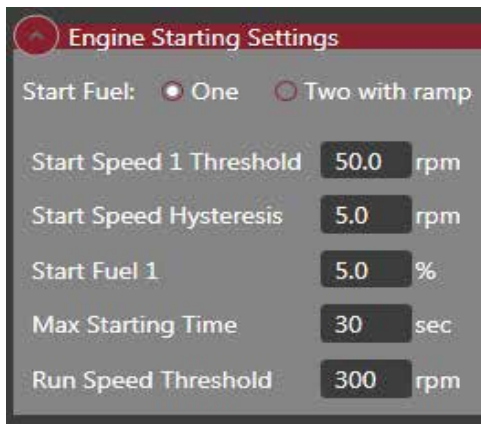 Engine Starting Settings
Start Fuel: One Two with ramp
Start Speed 1 Threshold 50.0 rpm
Start Speed Hysteresis 5.0 rpm
Start Fuel 1 5.0 %
Max Starting Time 30 sec
Run Speed Threshold 300 rpm